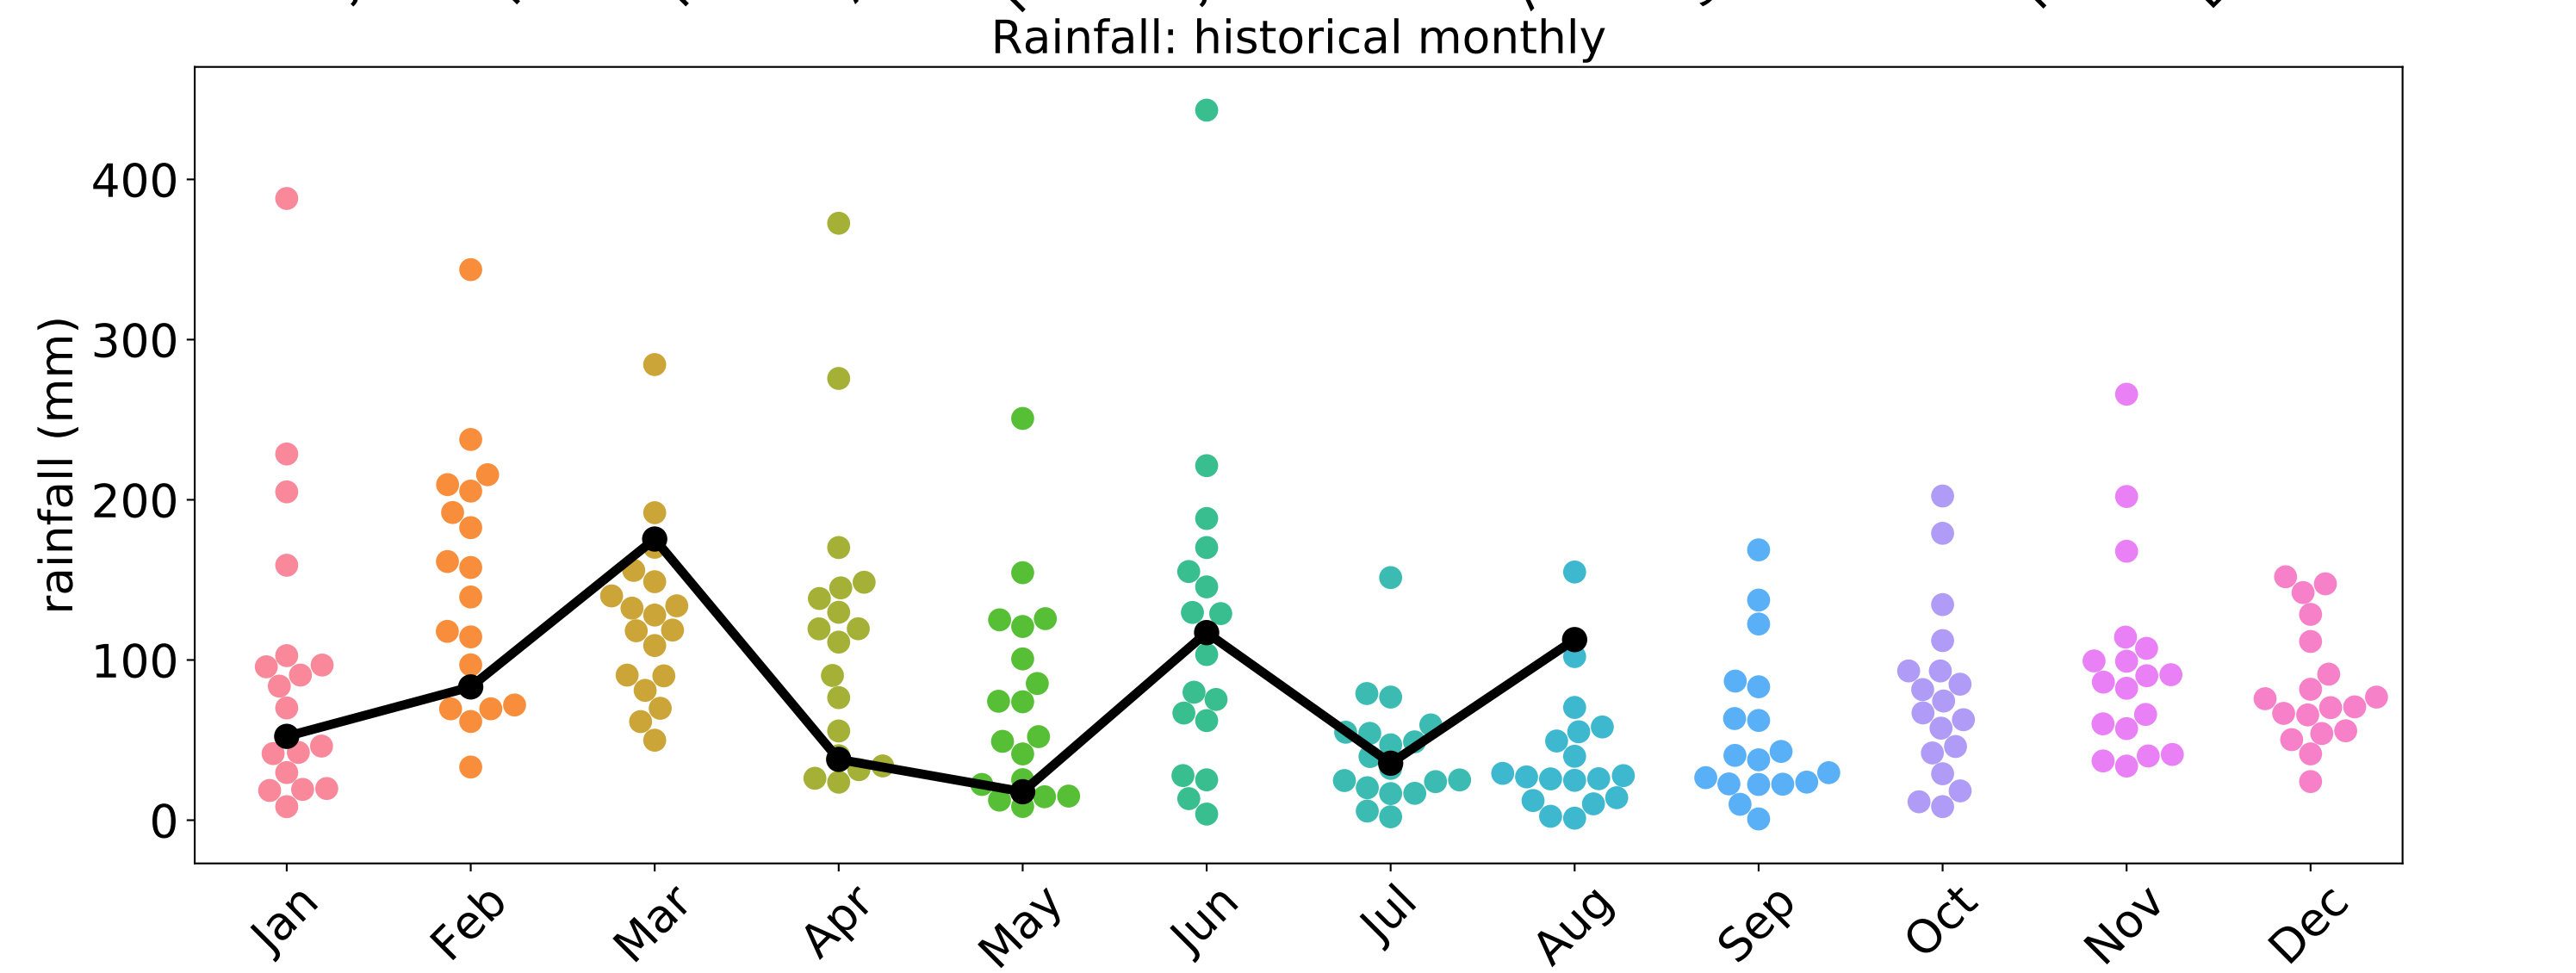 Rainfall: historical monthly
rainfall (mm)
400
300
200
100
0
Jan
Feb
Mar
Apr
May
Jun
Jul
Aug
Sep
Oct
Nov
Dec